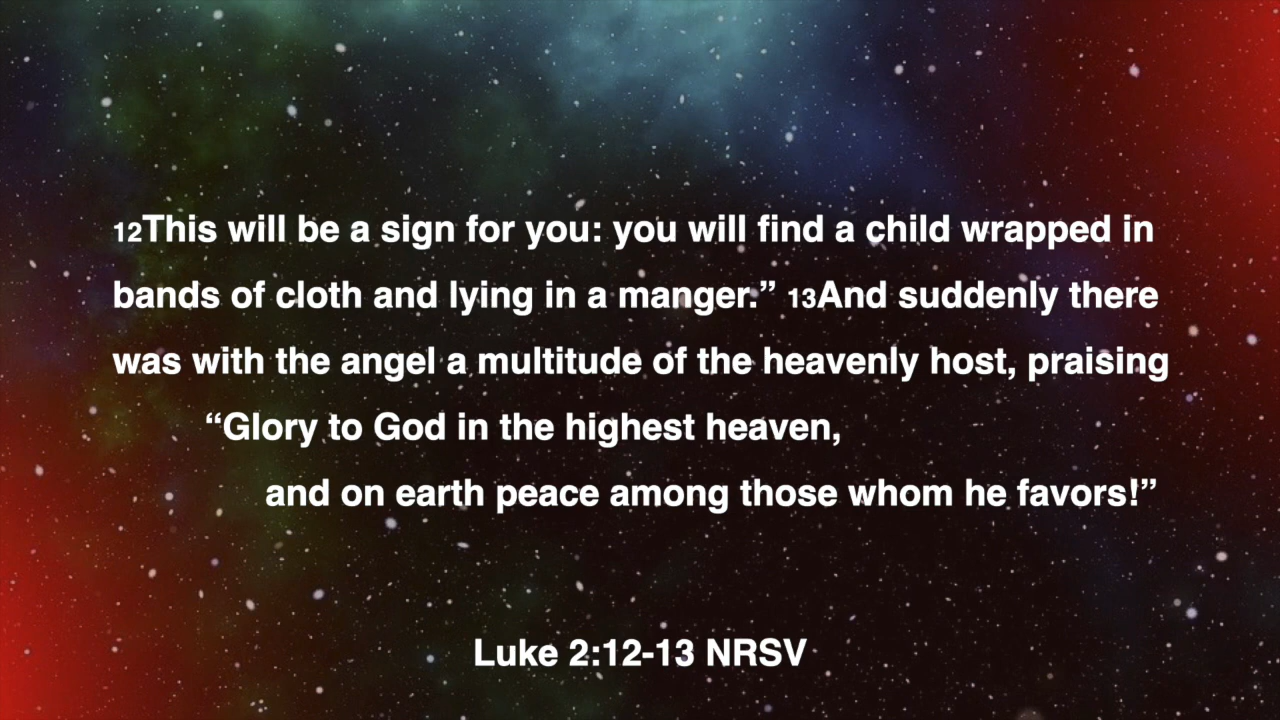 12This will be a sign for you: you will find a child wrapped in
bands of cloth and lying in a manger.” 13And suddenly there
was with the angel a multitude of the heavenly host, praising
“Glory to God in the highest heaven,
and on earth peace among those whom he favors!”
Luke 2:12-13 NRSV